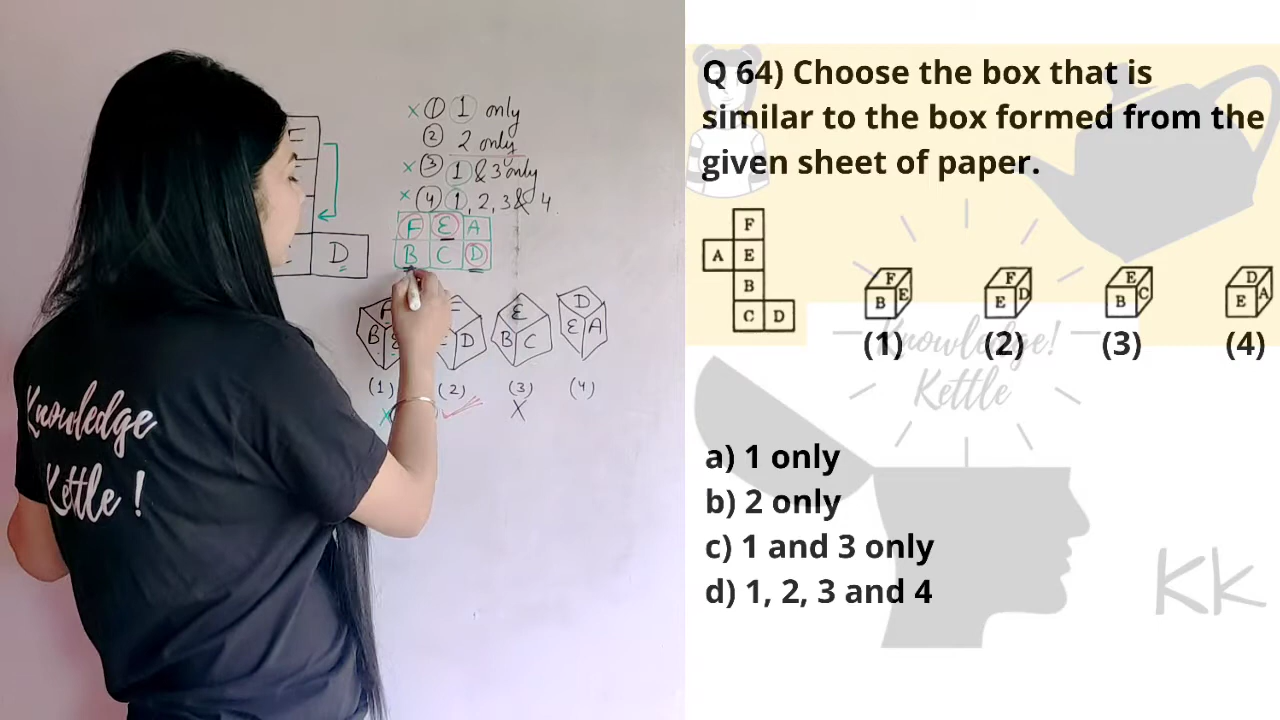 E
D
× ① 1 only
② 2 only
× ③ 1 & 3 only
× ④ 1, 2, 3 & 4.
F E A
B C D
B
D
E
B C
D
E A
(1) (2) (3) (4)
× ×
Knowledge
Kettle !
Q 64) Choose the box that is
similar to the box formed from the
given sheet of paper.
F
A E
B
C D
F
B E
F
E D
E
B C
D
E A
(1) (2) (3) (4)
Knowledge!
Kettle
a) 1 only
b) 2 only
c) 1 and 3 only
d) 1, 2, 3 and 4
KK